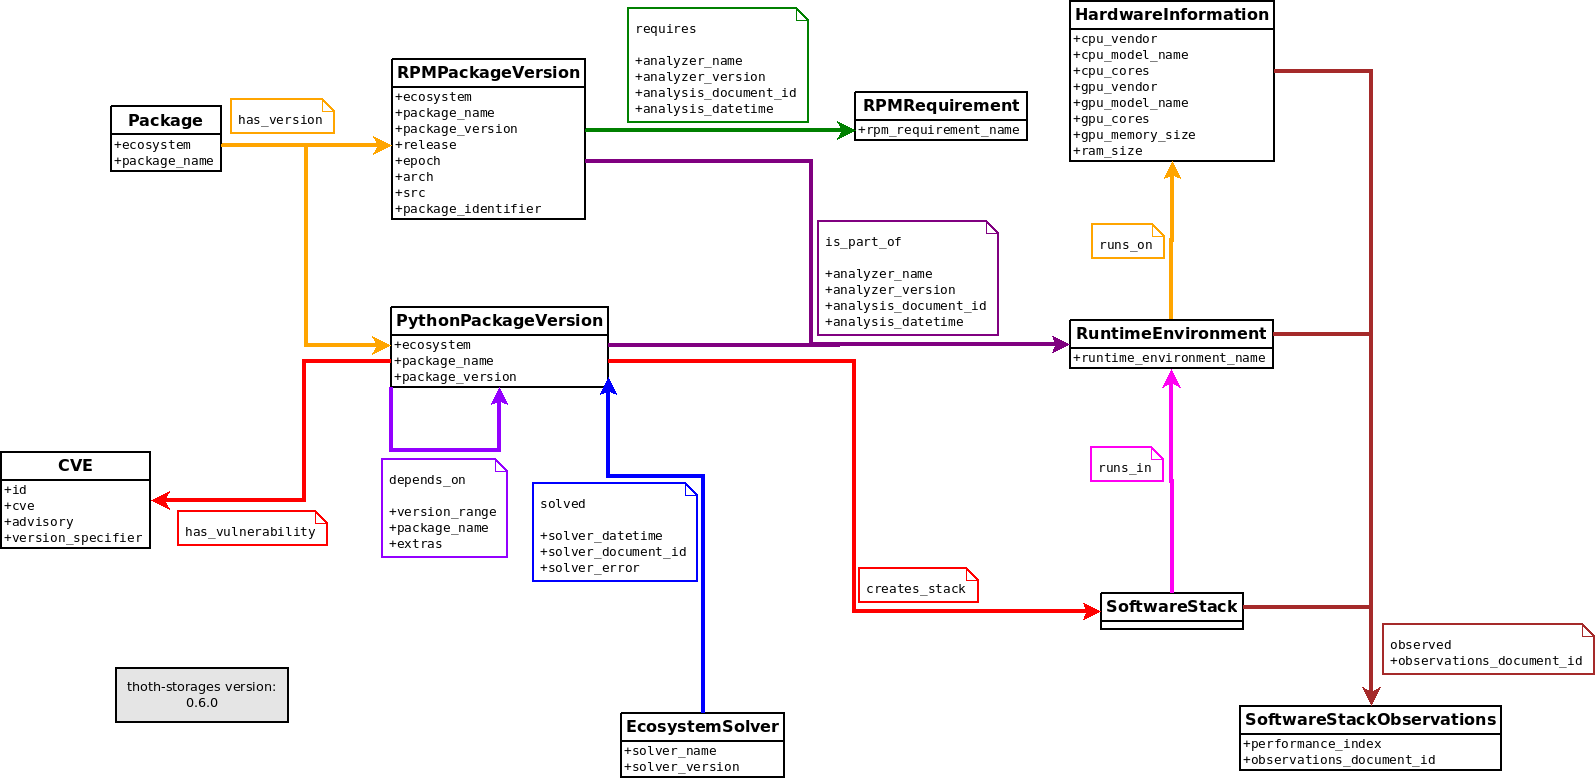 Package
+ecosystem
+package_name
has_version
RPMPackageVersion
+ecosystem
+package_name
+package_version
+release
+epoch
+arch
+src
+package_identifier
requires
+analyzer_name
+analyzer_version
+analysis_document_id
+analysis_datetime
RPMRequirement
+rpm_requirement_name
HardwareInformation
+cpu_vendor
+cpu_model_name
+cpu_cores
+gpu_vendor
+gpu_model_name
+gpu_cores
+gpu_memory_size
+ram_size
is_part_of
+analyzer_name
+analyzer_version
+analysis_document_id
+analysis_datetime
runs_on
PythonPackageVersion
+ecosystem
+package_name
+package_version
RuntimeEnvironment
+runtime_environment_name
CVE
+id
+cve
+advisory
+version_specifier
has_vulnerability
depends_on
+version_range
+package_name
+extras
solved
+solver_datetime
+solver_document_id
+solver_error
runs_in
creates_stack
SoftwareStack
observed
+observations_document_id
thoth-storages version:
0.6.0
EcosystemSolver
+solver_name
+solver_version
SoftwareStackObservations
+performance_index
+observations_document_id